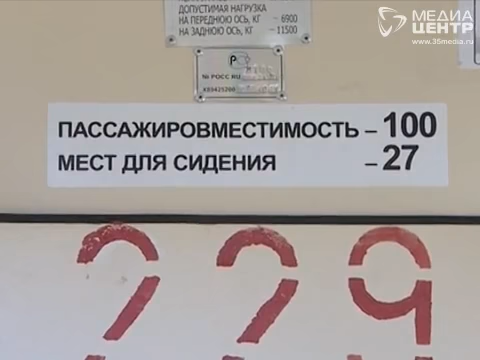 ДОПУСТИМАЯ НАГРУЗКА
НА ПЕРЕДНЮЮ ОСЬ, КГ – 6900
НА ЗАДНЮЮ ОСЬ, КГ – 11500
МЕДИА
ЦЕНТР
www.35media.ru
№ РОСС RU
ПАССАЖИРОВМЕСТИМОСТЬ – 100
МЕСТ ДЛЯ СИДЕНИЯ – 27
229